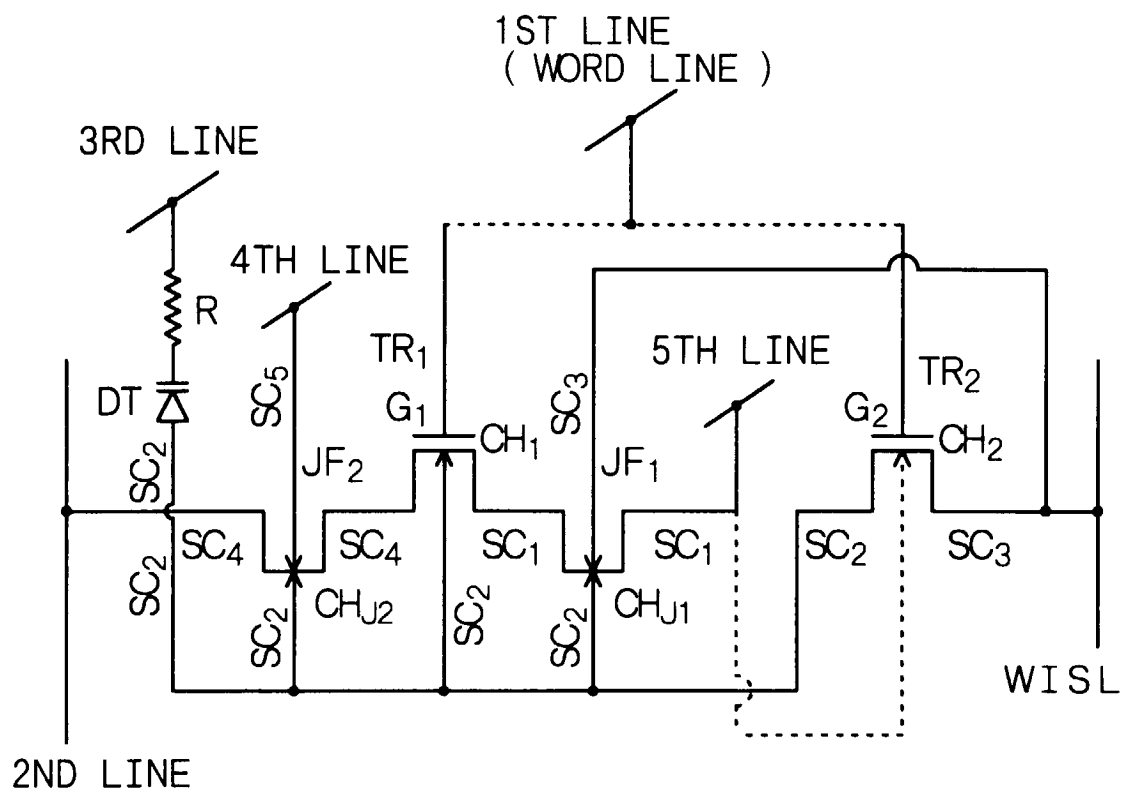 1ST LINE
( WORD LINE )
3RD LINE
4TH LINE
R
TR1
5TH LINE
TR2
DT
SC5
SC3
G1
CH1
G2
CH2
SC2
JF2
JF1
SC4
SC4
SC1
SC1
SC2
SC3
SC2
SC2
CHJ2
SC2
SC2
CHJ1
WISL
2ND LINE